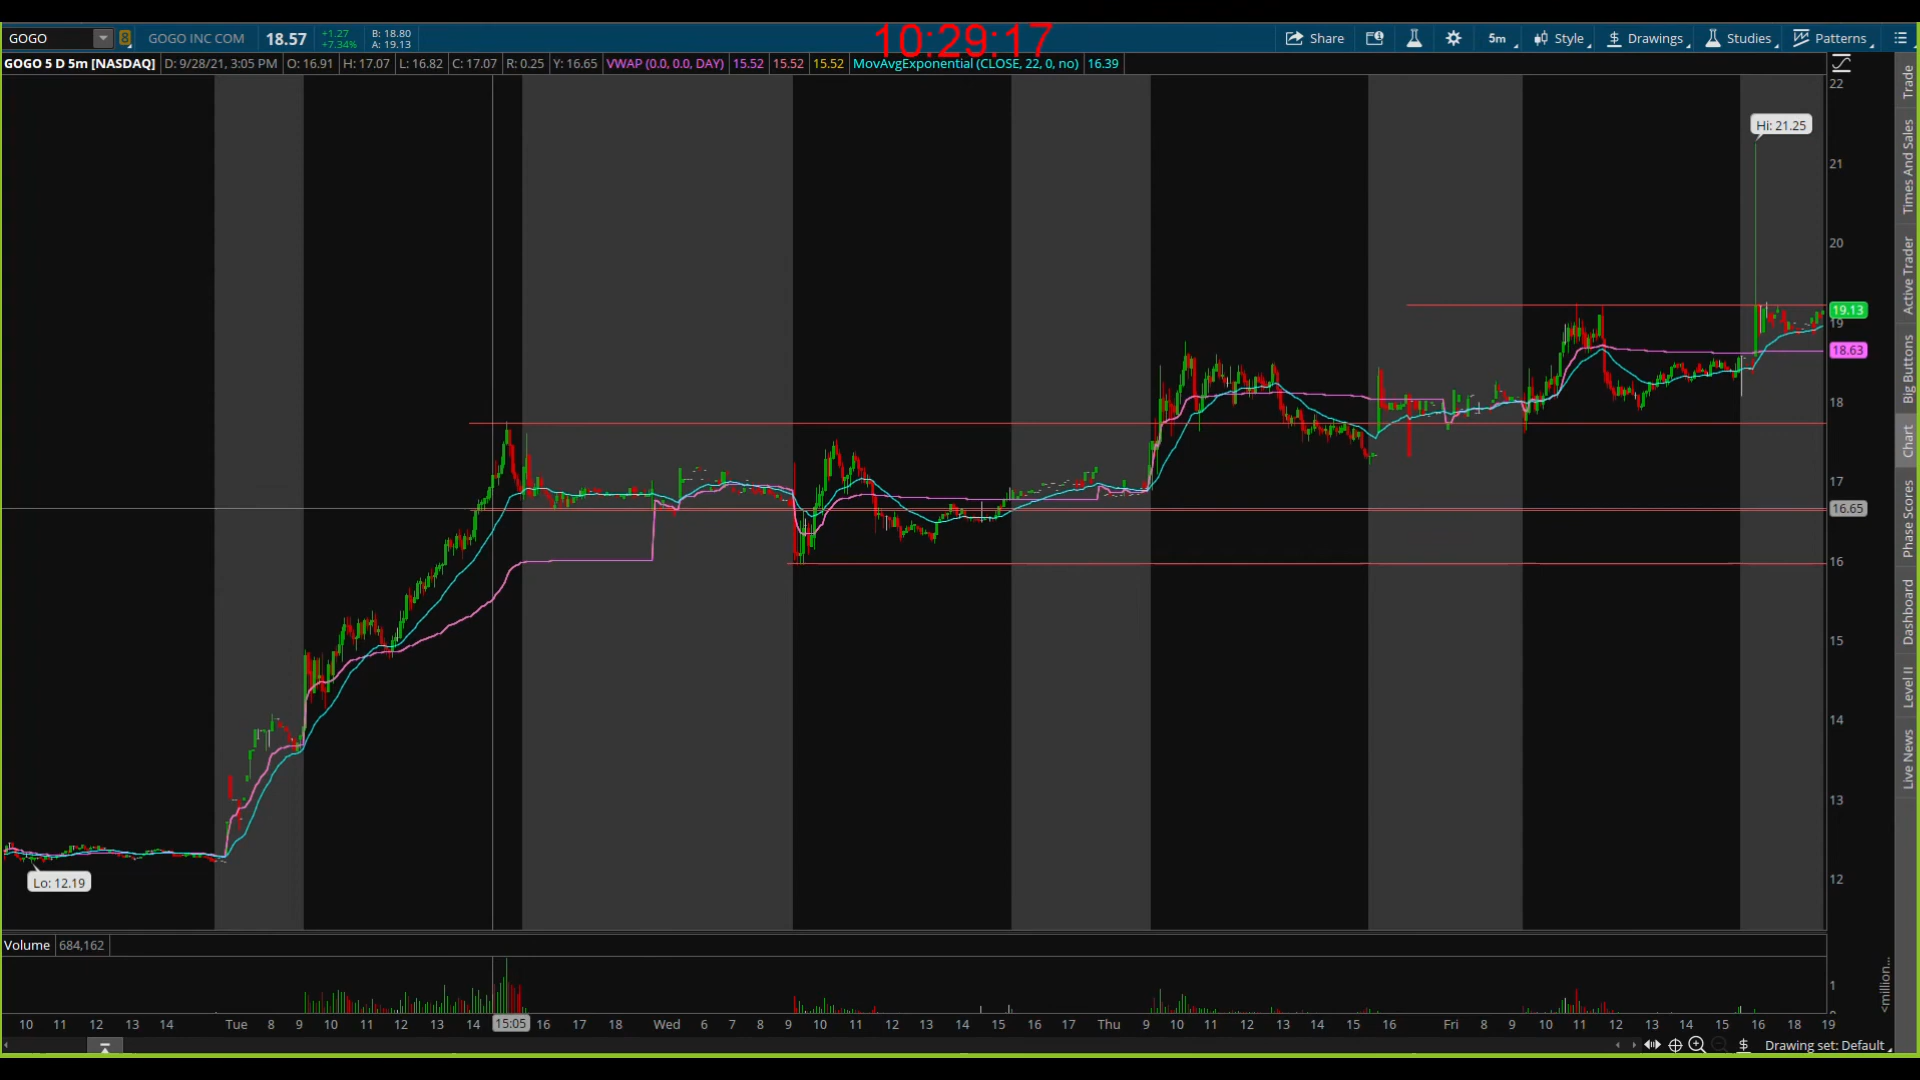 10:29:17
GOGO 8 GOGO INC COM 18.57 +1.27 +7.34% B: 18.80 A: 19.13 Share 5m Style Drawings Studies Patterns
GOGO 5 D 5m [NASDAQ] D: 9/28/21, 3:05 PM O: 16.91 H: 17.07 L: 16.82 C: 17.07 R: 0.25 Y: 16.65 VWAP (0.0, 0.0, DAY) 15.52 15.52 15.52 MovAvgExponential (CLOSE, 22, 0, no) 16.39
22
Hi: 21.25
21
20
19.13
19
18.63
18
17
16.65
16
15
14
13
Lo: 12.19
12
Volume 684,162
1
0
<million...
10 11 12 13 14 Tue 8 9 10 11 12 13 14 15:05 16 17 18 Wed 6 7 8 9 10 11 12 13 14 15 16 17 Thu 9 10 11 12 13 14 15 16 Fri 8 9 10 11 12 13 14 15 16 18 19
Drawing set: Default
Trade
Times And Sales
Active Trader
Big Buttons
Chart
Phase Scores
Dashboard
Level II
Live News